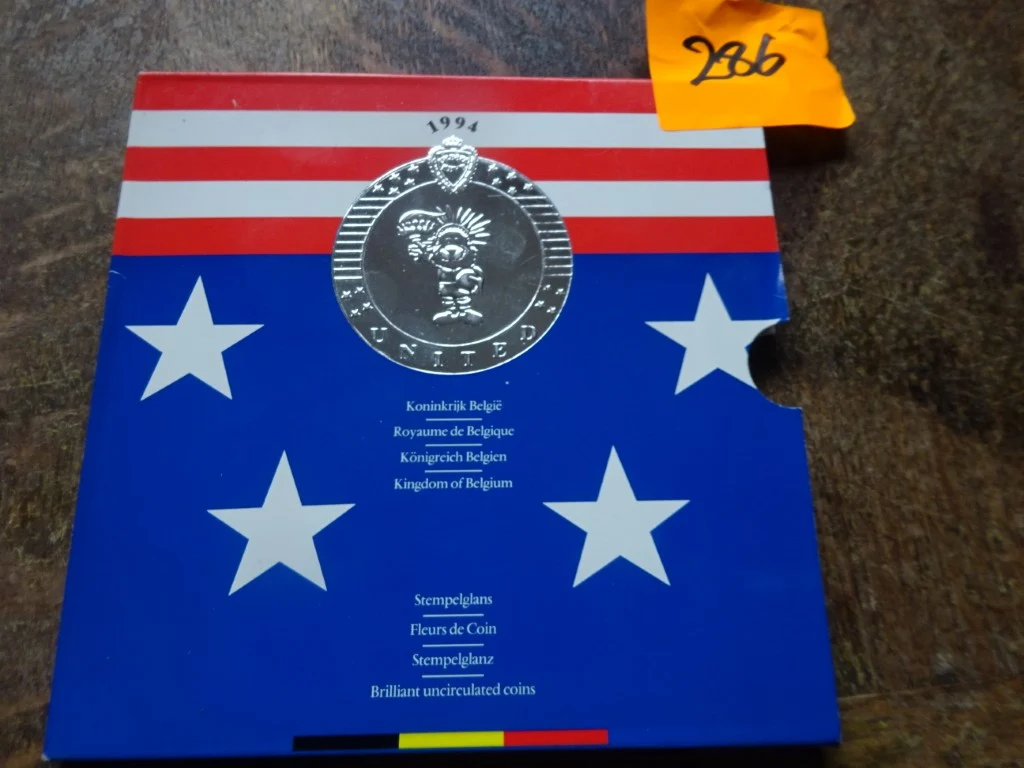 286
1994
UNITED
Koninkrijk België
Royaume de Belgique
Königreich Belgien
Kingdom of Belgium
Stempelglans
Fleurs de Coin
Stempelglanz
Brilliant uncirculated coins